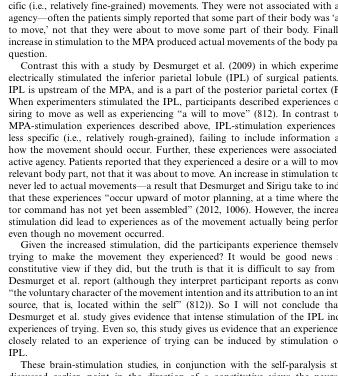 cific (i.e., relatively fine-grained) movements. They were not associated with a
agency—often the patients simply reported that some part of their body was 'a
to move,' not that they were about to move some part of their body. Finall
increase in stimulation to the MPA produced actual movements of the body pa
question.
Contrast this with a study by Desmurget et al. (2009) in which experime
electrically stimulated the inferior parietal lobule (IPL) of surgical patients.
IPL is upstream of the MPA, and is a part of the posterior parietal cortex (P
When experimenters stimulated the IPL, participants described experiences o
siring to move as well as experiencing “a will to move” (812). In contrast t
MPA-stimulation experiences described above, IPL-stimulation experiences
less specific (i.e., relatively rough-grained), failing to include information a
how the movement should occur. Further, these experiences were associated
active agency. Patients reported that they experienced a desire or a will to mov
relevant body part, not that it was about to move. An increase in stimulation to
never led to actual movements—a result that Desmurget and Sirigu take to ind
that these experiences “occur upward of motor planning, at a time where the
tor command has not yet been assembled” (2012, 1006). However, the increa
stimulation did lead to experiences as of the movement actually being perfor
even though no movement occurred.
Given the increased stimulation, did the participants experience themselv
trying to make the movement they experienced? It would be good news
constitutive view if they did, but the truth is that it is difficult to say from
Desmurget et al. report (although they interpret participant reports as conv
“the voluntary character of the movement intention and its attribution to an int
source, that is, located within the self” (812)). So I will not conclude tha
Desmurget et al. study gives evidence that intense stimulation of the IPL ind
experiences of trying. Even so, this study gives us evidence that an experience
closely related to an experience of trying can be induced by stimulation o
IPL.
These brain-stimulation studies, in conjunction with the self-paralysis st